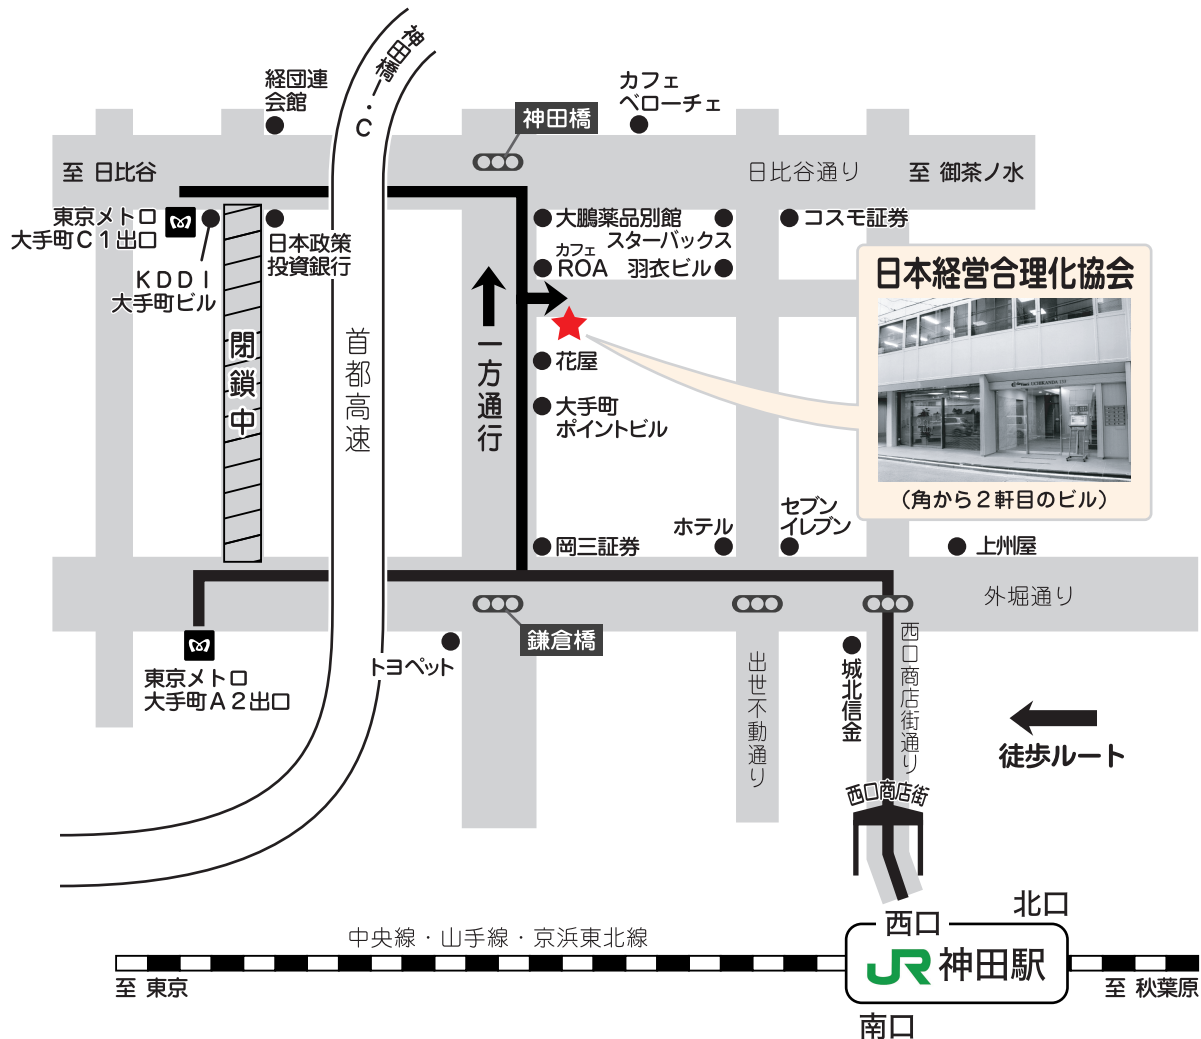 神田橋I・C
経団連
会館
カフェ
ベローチェ
神田橋
至 日比谷
日比谷通り
至 御茶ノ水
東京メトロ
大手町C1出口
KDDI
大手町ビル
日本政策
投資銀行
大鵬薬品別館
スターバックス
コスモ証券
カフェ
ROA
羽衣ビル
日本経営合理化協会
(角から2軒目のビル)
閉鎖中
首都高速
一方通行
花屋
大手町
ポイントビル
岡三証券
ホテル
セブン
イレブン
上州屋
外堀通り
鎌倉橋
トヨペット
東京メトロ
大手町A2出口
出世不動通り
城北信金
西口商店街通り
徒歩ルート
西口商店街
西口
北口
JR 神田駅
南口
中央線・山手線・京浜東北線
至 東京
至 秋葉原